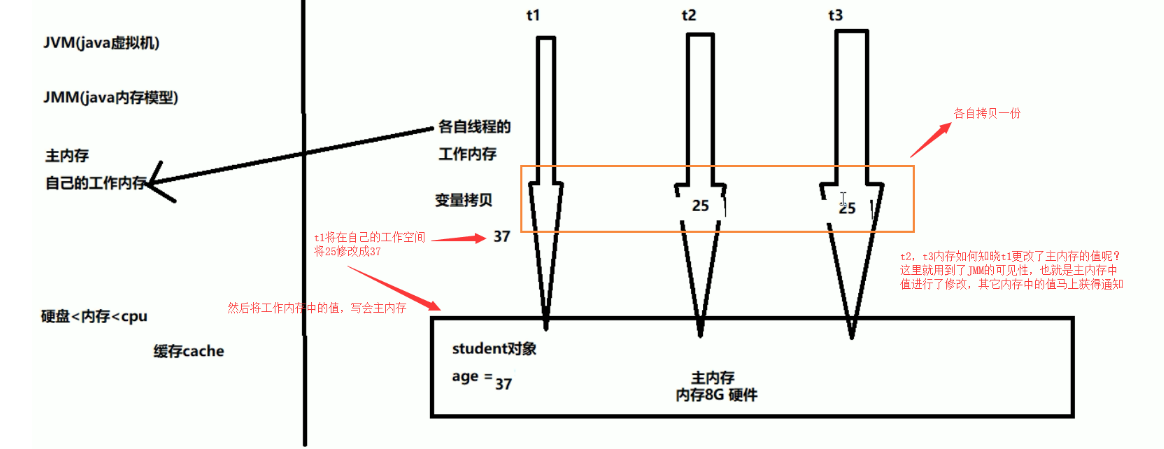 t1
t2
t3
JVM(java虚拟机)
JMM(java内存模型)
主内存
自己的工作内存
硬盘<内存<cpu
缓存cache
各自线程的
工作内存
变量拷贝
25
25
37
各自拷贝一份
t1将在自己的工作空间
将25修改成37
然后将工作内存中的值，写会主内存
t2，t3内存如何知晓t1更改了主内存的值呢？
这里就用到了JMM的可见性，也就是主内存中
值进行了修改，其它内存中的值马上获得通知
student对象
age =
37
主内存
内存8G 硬件